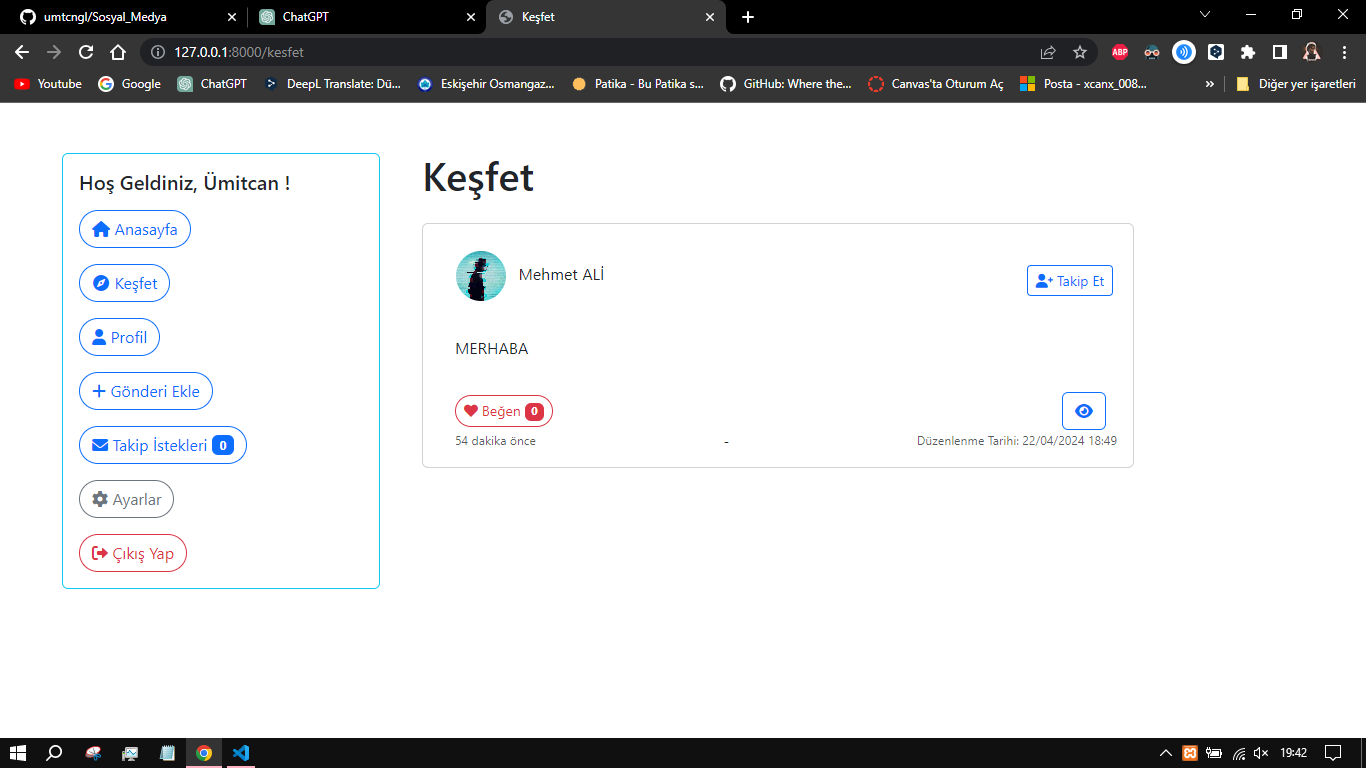 umtcngl/Sosyal_Medya
ChatGPT
Keşfet
127.0.0.1:8000/kesfet
ABP
Youtube
Google
ChatGPT
DeepL Translate: Dü...
Eskişehir Osmangaz...
Patika - Bu Patika s...
GitHub: Where the...
Canvas'ta Oturum Aç
Posta - xcanx_008...
»
Diğer yer işaretleri
Hoş Geldiniz, Ümitcan !
Anasayfa
Keşfet
Profil
Gönderi Ekle
Takip İstekleri 0
Ayarlar
Çıkış Yap
Keşfet
Mehmet ALİ
Takip Et
MERHABA
Beğen 0
54 dakika önce - Düzenlenme Tarihi: 22/04/2024 18:49
19:42